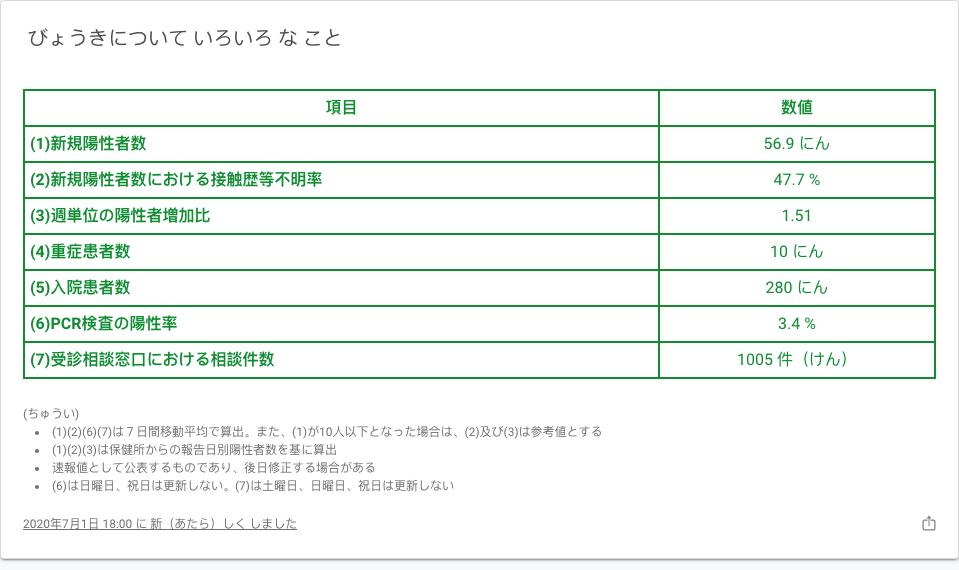 びょうきについて いろいろ な こと
項目 数値
(1)新規陽性者数 56.9 にん
(2)新規陽性者数における接触歴等不明率 47.7 %
(3)週単位の陽性者増加比 1.51
(4)重症患者数 10 にん
(5)入院患者数 280 にん
(6)PCR検査の陽性率 3.4 %
(7)受診相談窓口における相談件数 1005 件（けん）
(ちゅうい)
• (1)(2)(6)(7)は７日間移動平均で算出。また、(1)が10人以下となった場合は、(2)及び(3)は参考値とする
• (1)(2)(3)は保健所からの報告日別陽性者数を基に算出
• 速報値として公表するものであり、後日修正する場合がある
• (6)は日曜日、祝日は更新しない。(7)は土曜日、日曜日、祝日は更新しない
2020年7月1日 18:00 に 新（あたら）しく しました